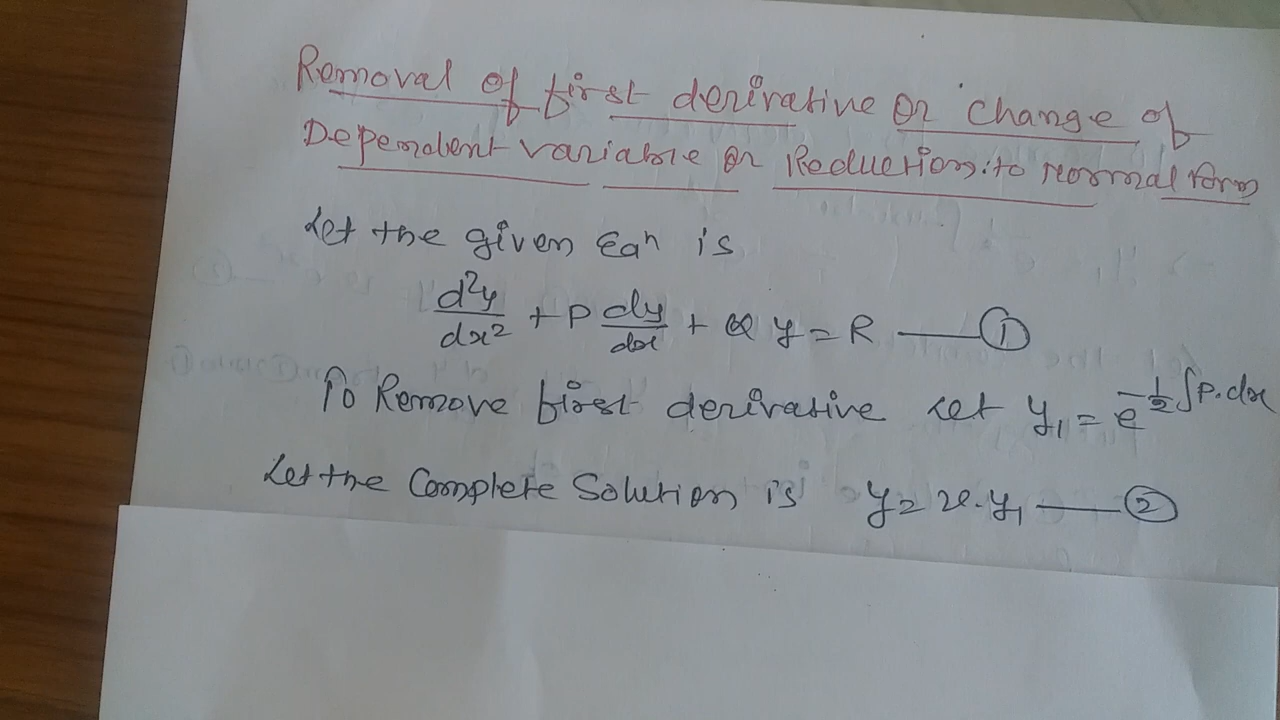 Removal of first derivative or change of
Dependent variable or Reduction to normal form
Let the given Eqn is
d²y/dx² + P dy/dx + Q y = R —— ①
To Remove first derivative Let y₁ = e^(-1/2 ∫P.dx)
Let the Complete Solution is y = v.y₁ —— ②